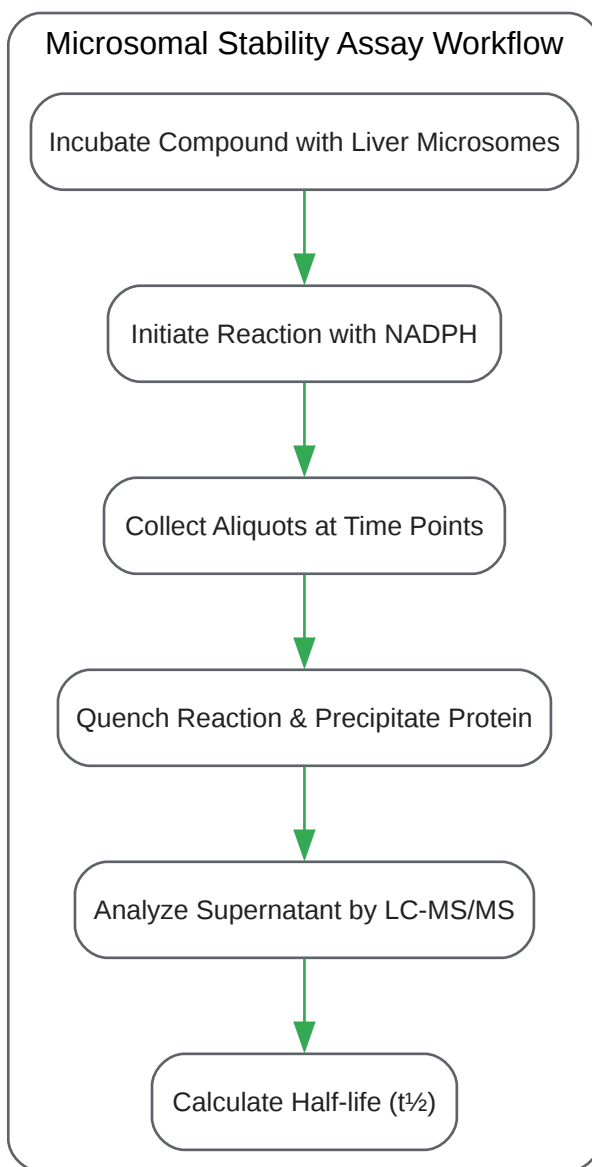 Microsomal Stability Assay Workflow
Incubate Compound with Liver Microsomes
Initiate Reaction with NADPH
Collect Aliquots at Time Points
Quench Reaction & Precipitate Protein
Analyze Supernatant by LC-MS/MS
Calculate Half-life (t½)